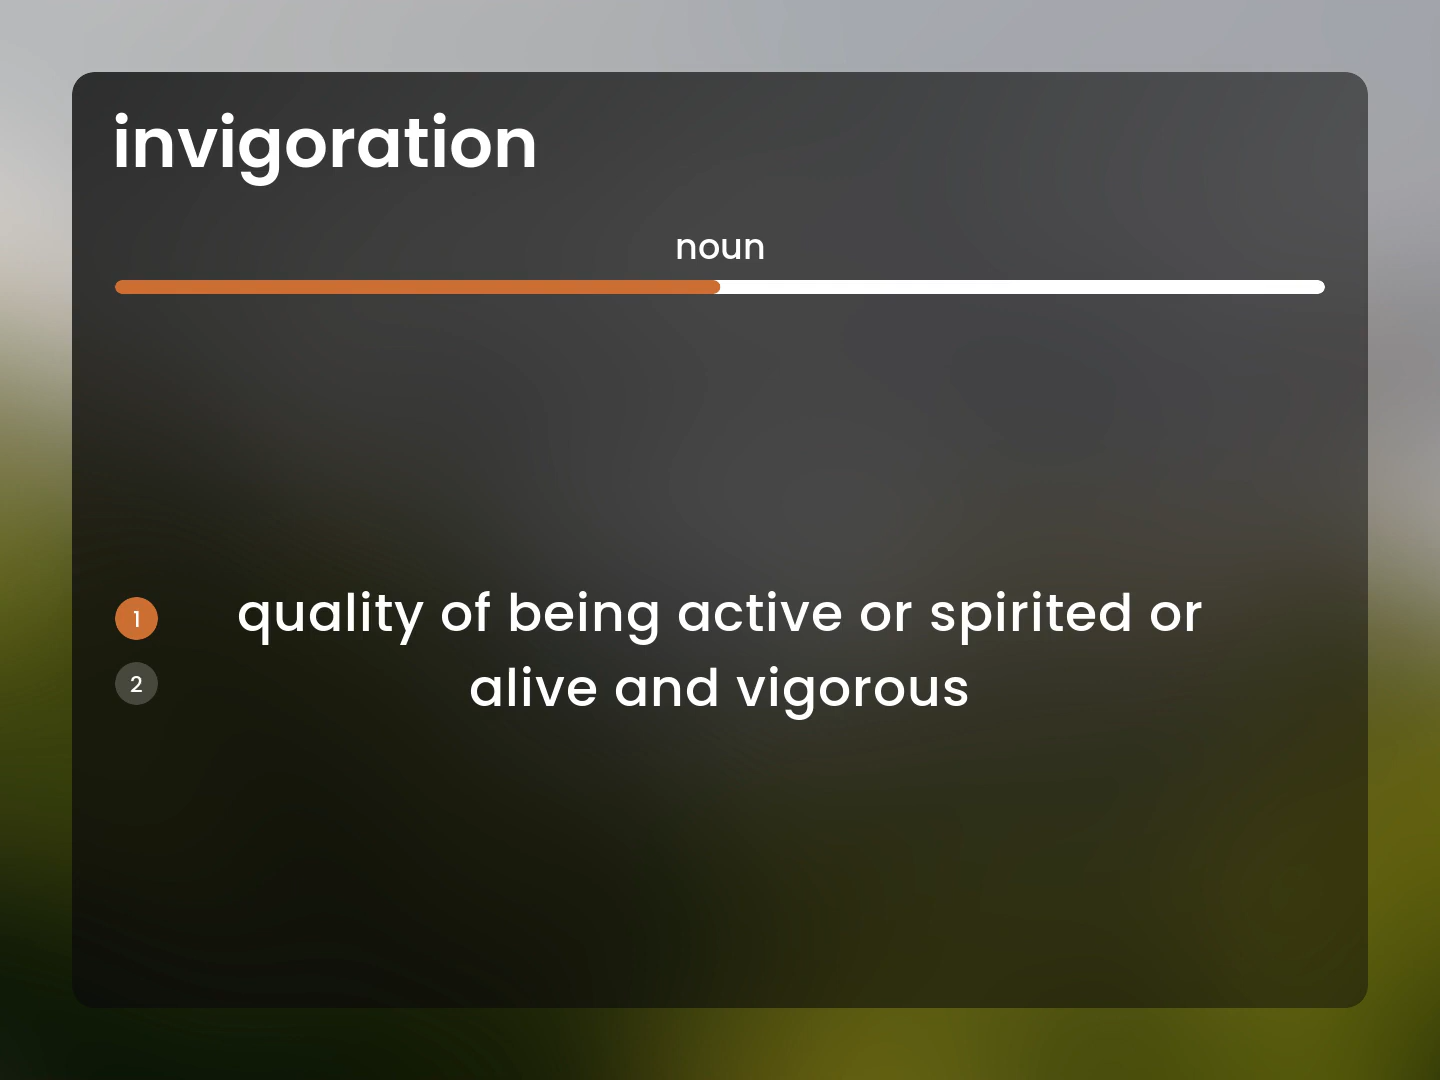 invigoration
noun
1
quality of being active or spirited or
2
alive and vigorous